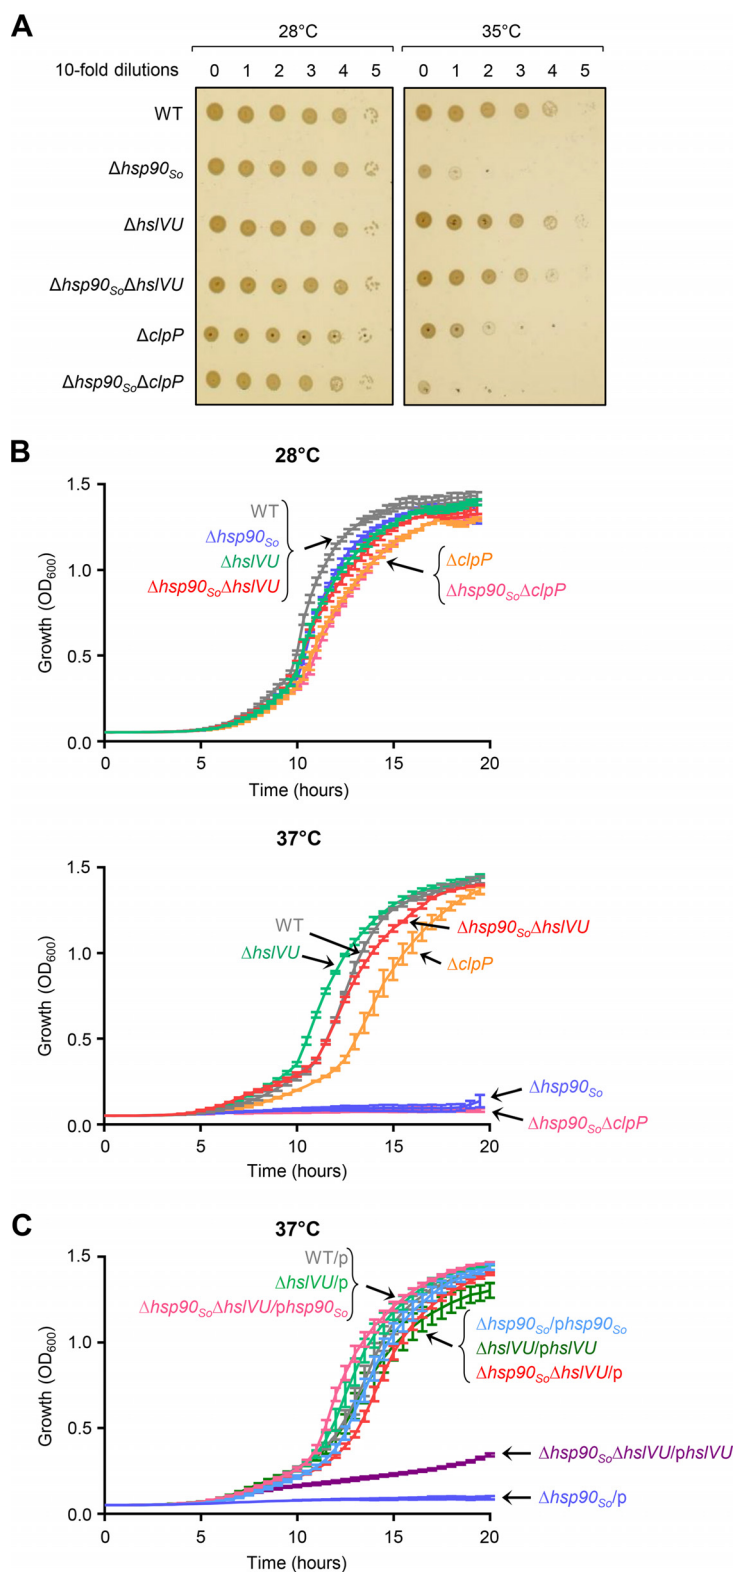 A
28°C 35°C
10-fold dilutions 0 1 2 3 4 5 0 1 2 3 4 5
WT
Δhsp90So
ΔhslVU
Δhsp90SoΔhslVU
ΔclpP
Δhsp90SoΔclpP
B
28°C
1.5
WT
Δhsp90So
ΔhslVU
Δhsp90SoΔhslVU
ΔclpP
Δhsp90SoΔclpP
1.0
0.5
0.0
Growth (OD600)
0 5 10 15 20
Time (hours)
37°C
1.5
WT
ΔhslVU
Δhsp90SoΔhslVU
ΔclpP
1.0
0.5
Δhsp90So
Δhsp90SoΔclpP
0.0
Growth (OD600)
0 5 10 15 20
Time (hours)
C
37°C
1.5
WT/p
ΔhslVU/p
Δhsp90SoΔhslVU/phsp90So
Δhsp90So/phsp90So
ΔhslVU/phslVU
Δhsp90SoΔhslVU/p
1.0
0.5
Δhsp90SoΔhslVU/phslVU
Δhsp90So/p
0.0
Growth (OD600)
0 5 10 15 20
Time (hours)